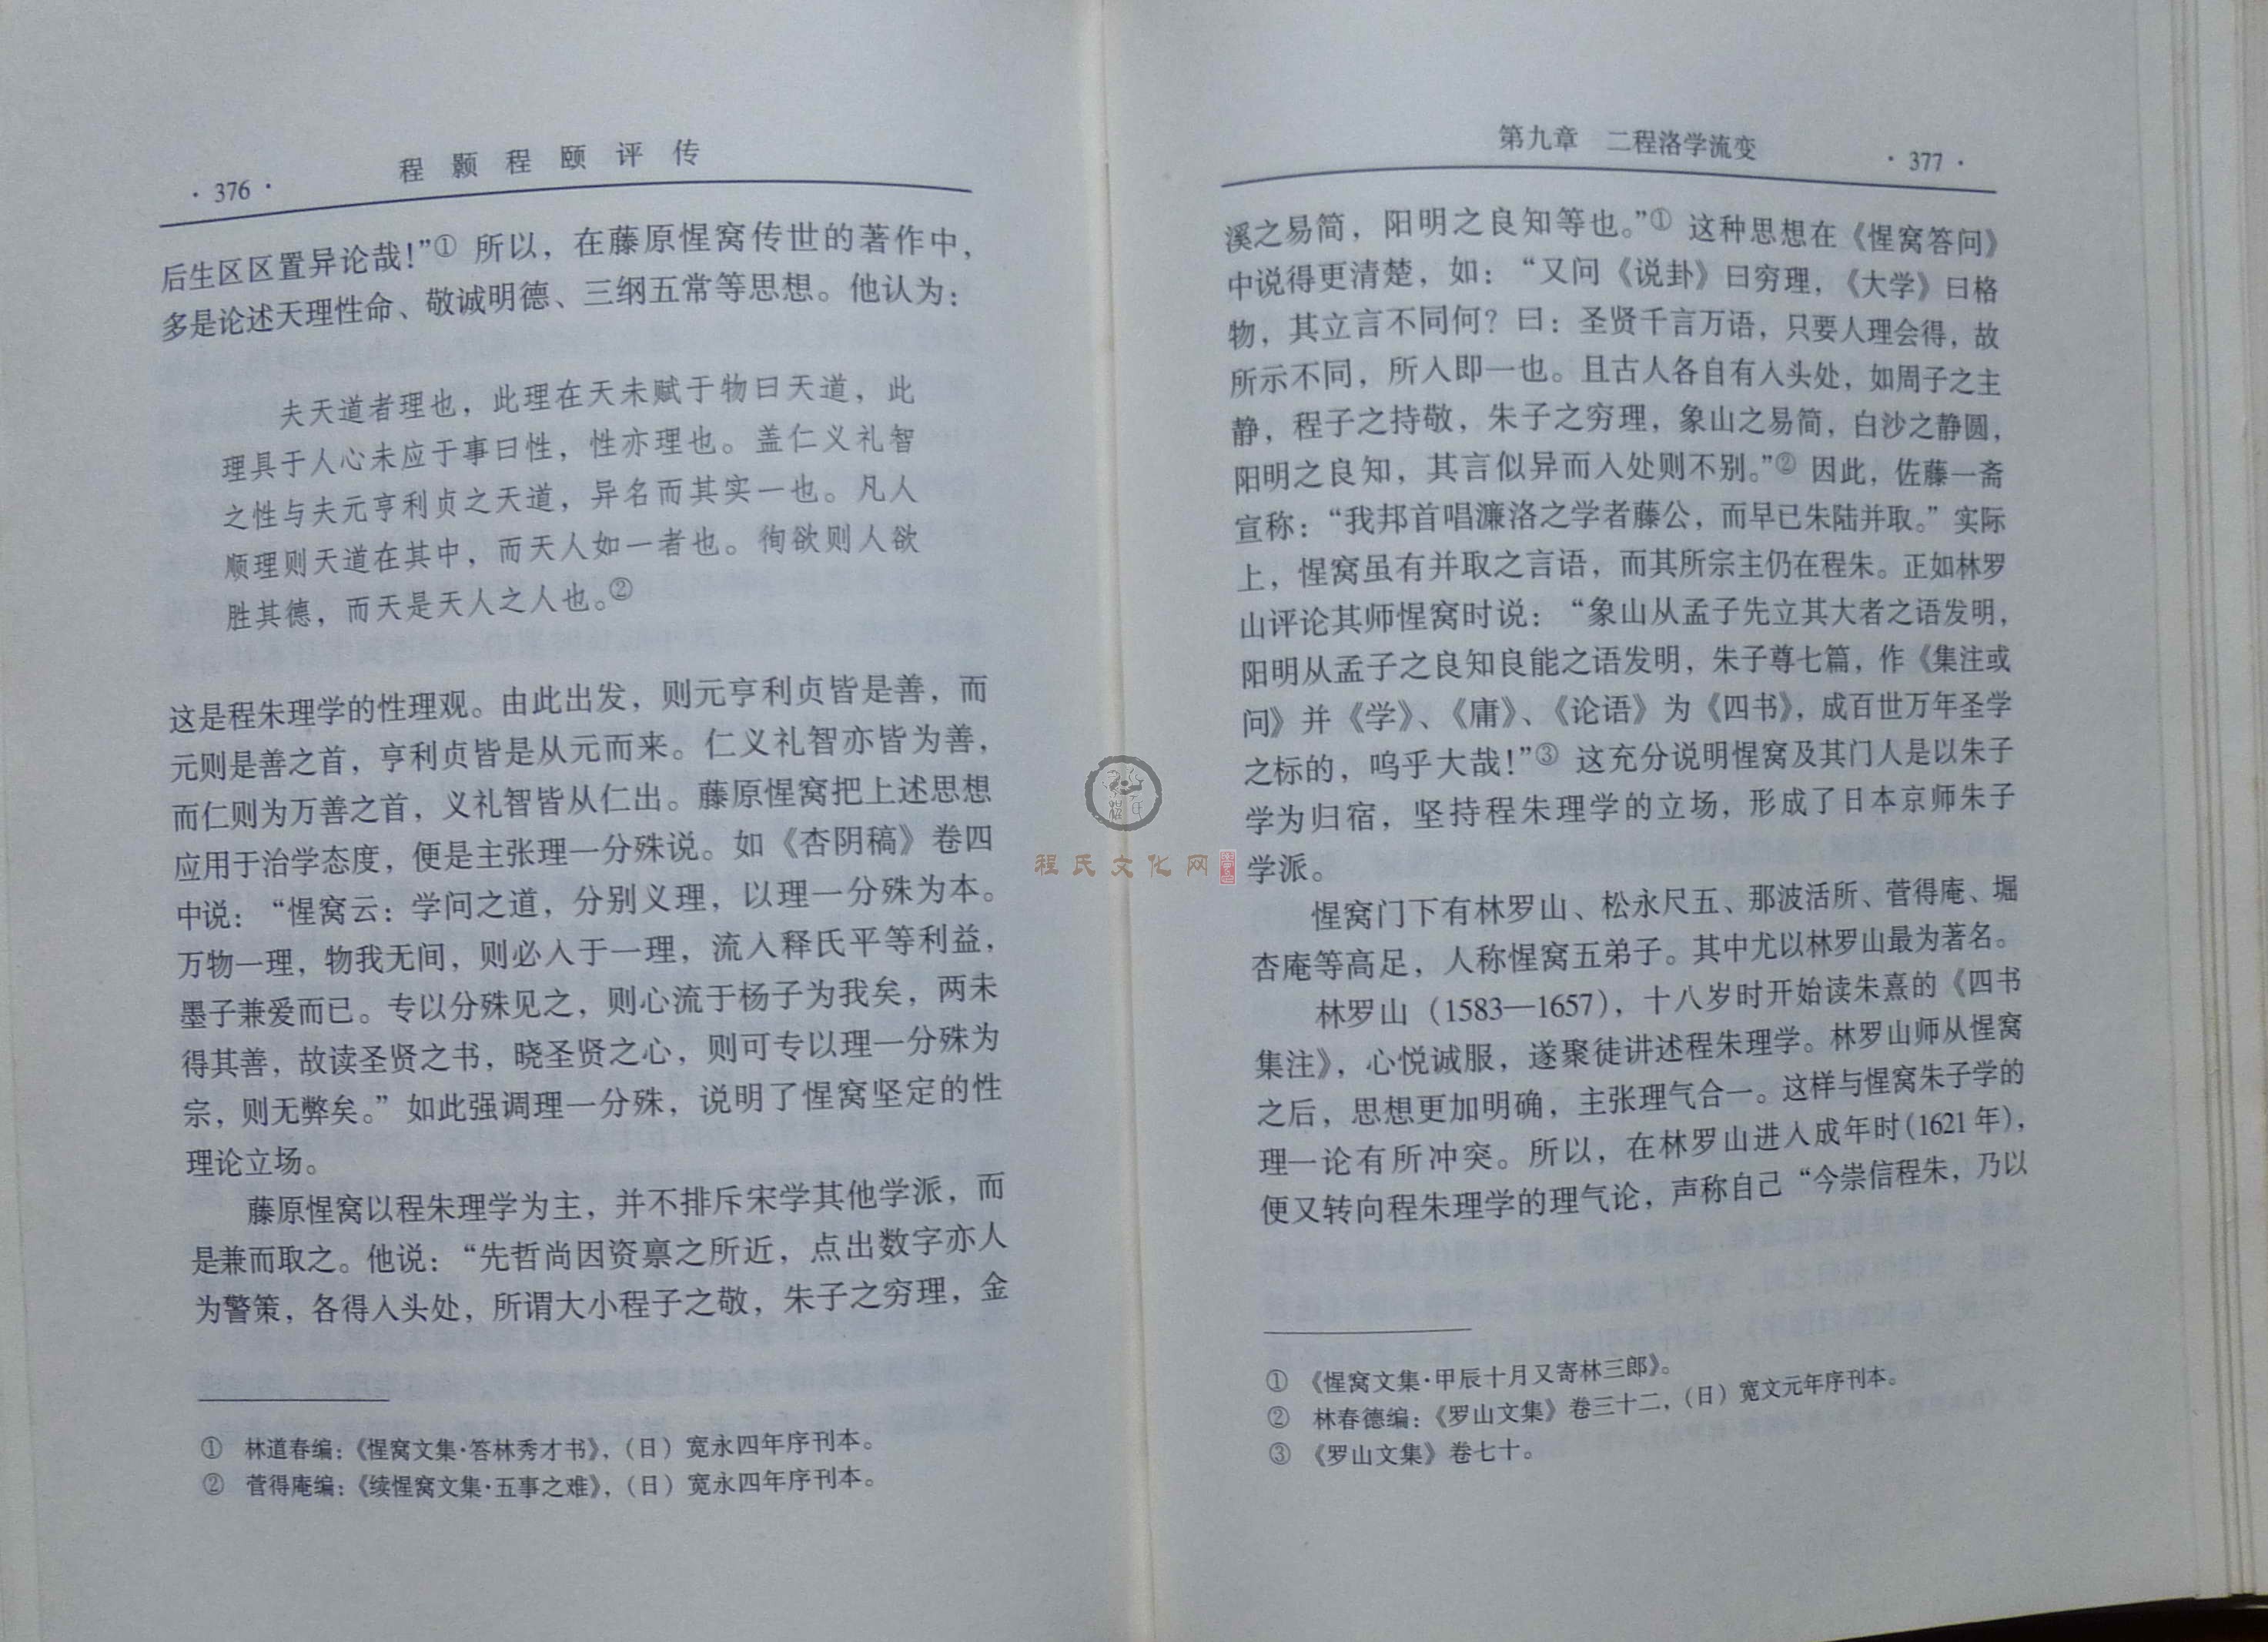 · 376 ·
程颢程颐评传
后生区区置异论哉！”① 所以，在藤原惺窝传世的著作中，
多是论述天理性命、敬诚明德、三纲五常等思想。他认为：
夫天道者理也，此理在天未赋于物曰天道，此
理具于人心未应于事曰性，性亦理也。盖仁义礼智
之性与夫元亨利贞之天道，异名而其实一也。凡人
顺理则天道在其中，而天人如一者也。徇欲则人欲
胜其德，而天是天人之人也。②
这是程朱理学的性理观。由此出发，则元亨利贞皆是善，而
元则是善之首，亨利贞皆是从元而来。仁义礼智亦皆为善，
而仁则为万善之首，义礼智皆从仁出。藤原惺窝把上述思想
应用于治学态度，便是主张理一分殊说。如《杏阴稿》卷四
中说：“惺窝云：学问之道，分别义理，以理一分殊为本。
万物一理，物我无间，则必入于一理，流入释氏平等利益，
墨子兼爱而已。专以分殊见之，则心流于杨子为我矣，两未
得其善，故读圣贤之书，晓圣贤之心，则可专以理一分殊为
宗，则无弊矣。”如此强调理一分殊，说明了惺窝坚定的性
理论立场。
藤原惺窝以程朱理学为主，并不排斥宋学其他学派，而
是兼而取之。他说：“先哲尚因资禀之所近，点出数字亦人
为警策，各得入头处，所谓大小程子之敬，朱子之穷理，金
① 林道春编：《惺窝文集·答林秀才书》，（日）宽永四年序刊本。
② 菅得庵编：《续惺窝文集·五事之难》，（日）宽永四年序刊本。
第九章 二程洛学流变
· 377 ·
溪之易简，阳明之良知等也。”① 这种思想在《惺窝答问》
中说得更清楚，如：“又问《说卦》曰穷理，《大学》曰格
物，其立言不同何？曰：圣贤千言万语，只要人理会得，故
所示不同，所入即一也。且古人各自有入头处，如周子之主
静，程子之持敬，朱子之穷理，象山之易简，白沙之静圆，
阳明之良知，其言似异而入处则不别。”② 因此，佐藤一斋
宣称：“我邦首唱濂洛之学者藤公，而早已朱陆并取。”实际
上，惺窝虽有并取之言语，而其所宗主仍在程朱。正如林罗
山评论其师惺窝时说：“象山从孟子先立其大者之语发明，
阳明从孟子之良知良能之语发明，朱子尊七篇，作《集注或
问》并《学》、《庸》、《论语》为《四书》，成百世万年圣学
之标的，呜乎大哉！”③ 这充分说明惺窝及其门人是以朱子
学为归宿，坚持程朱理学的立场，形成了日本京师朱子
学派。
惺窝门下有林罗山、松永尺五、那波活所、菅得庵、堀
杏庵等高足，人称惺窝五弟子。其中尤以林罗山最为著名。
林罗山（1583—1657），十八岁时开始读朱熹的《四书
集注》，心悦诚服，遂聚徒讲述程朱理学。林罗山师从惺窝
之后，思想更加明确，主张理气合一。这样与惺窝朱子学的
理一论有所冲突。所以，在林罗山进入成年时（1621年），
便又转向程朱理学的理气论，声称自己“今崇信程朱，乃以
① 《惺窝文集·甲辰十月又寄林三郎》。
② 林春德编：《罗山文集》卷三十二，（日）宽文元年序刊本。
③ 《罗山文集》卷七十。
程氏文化网